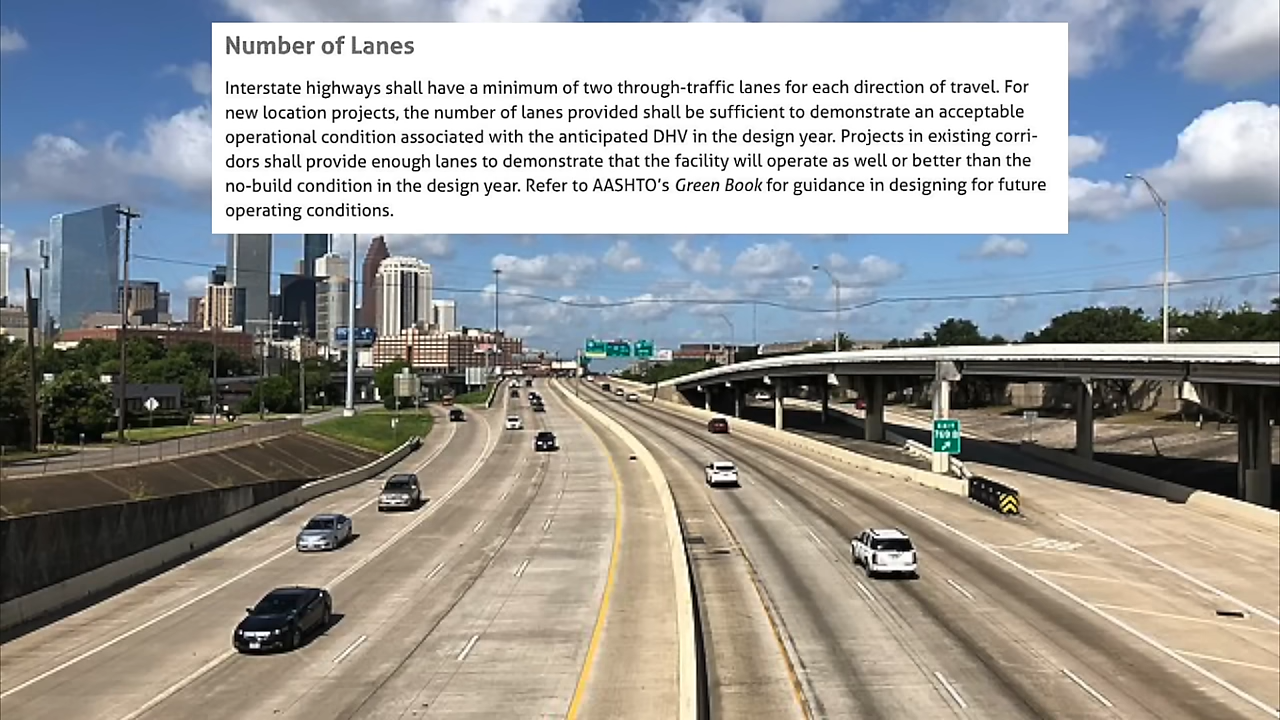 Number of Lanes
Interstate highways shall have a minimum of two through-traffic lanes for each direction of travel. For
new location projects, the number of lanes provided shall be sufficient to demonstrate an acceptable
operational condition associated with the anticipated DHV in the design year. Projects in existing corri-
dors shall provide enough lanes to demonstrate that the facility will operate as well or better than the
no-build condition in the design year. Refer to AASHTO's Green Book for guidance in designing for future
operating conditions.
EXIT